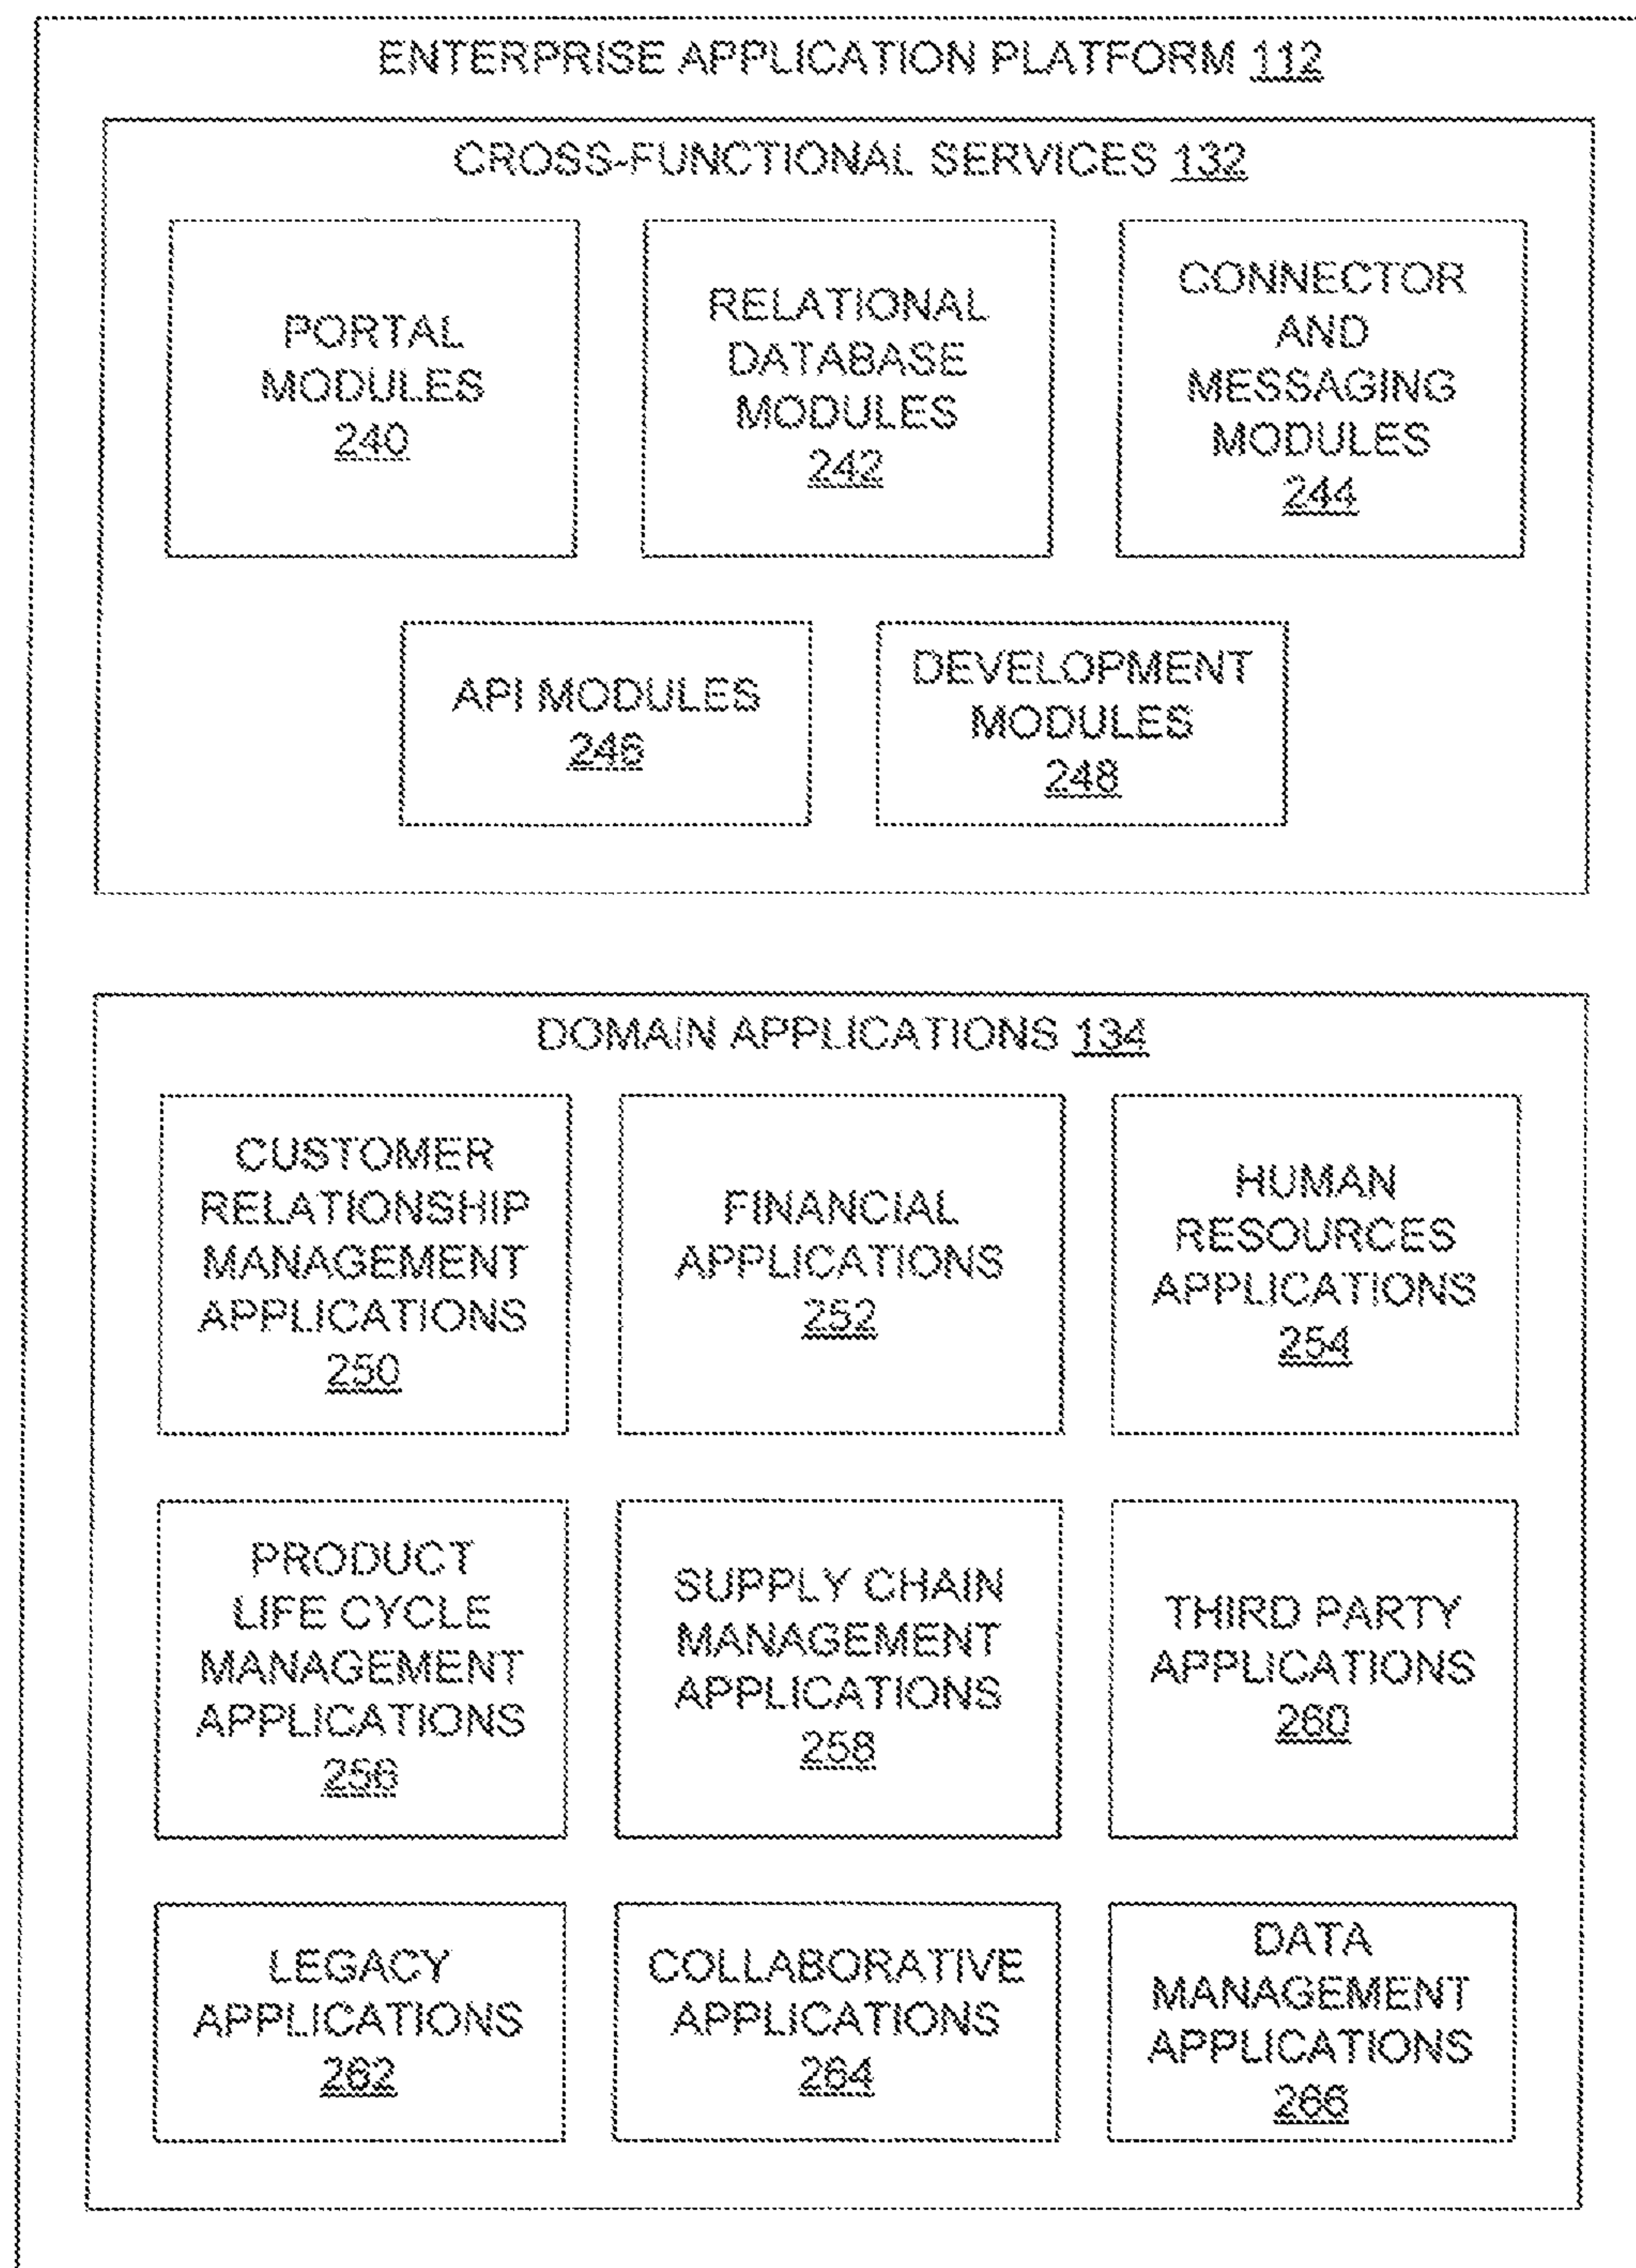 ENTERPRISE APPLICATION PLATFORM 112
CROSS-FUNCTIONAL SERVICES 132
PORTAL
MODULES
240
RELATIONAL
DATABASE
MODULES
242
CONNECTOR
AND
MESSAGING
MODULES
244
API MODULES
246
DEVELOPMENT
MODULES
248
DOMAIN APPLICATIONS 134
CUSTOMER
RELATIONSHIP
MANAGEMENT
APPLICATIONS
250
FINANCIAL
APPLICATIONS
252
HUMAN
RESOURCES
APPLICATIONS
254
PRODUCT
LIFE CYCLE
MANAGEMENT
APPLICATIONS
256
SUPPLY CHAIN
MANAGEMENT
APPLICATIONS
258
THIRD PARTY
APPLICATIONS
260
LEGACY
APPLICATIONS
262
COLLABORATIVE
APPLICATIONS
264
DATA
MANAGEMENT
APPLICATIONS
266